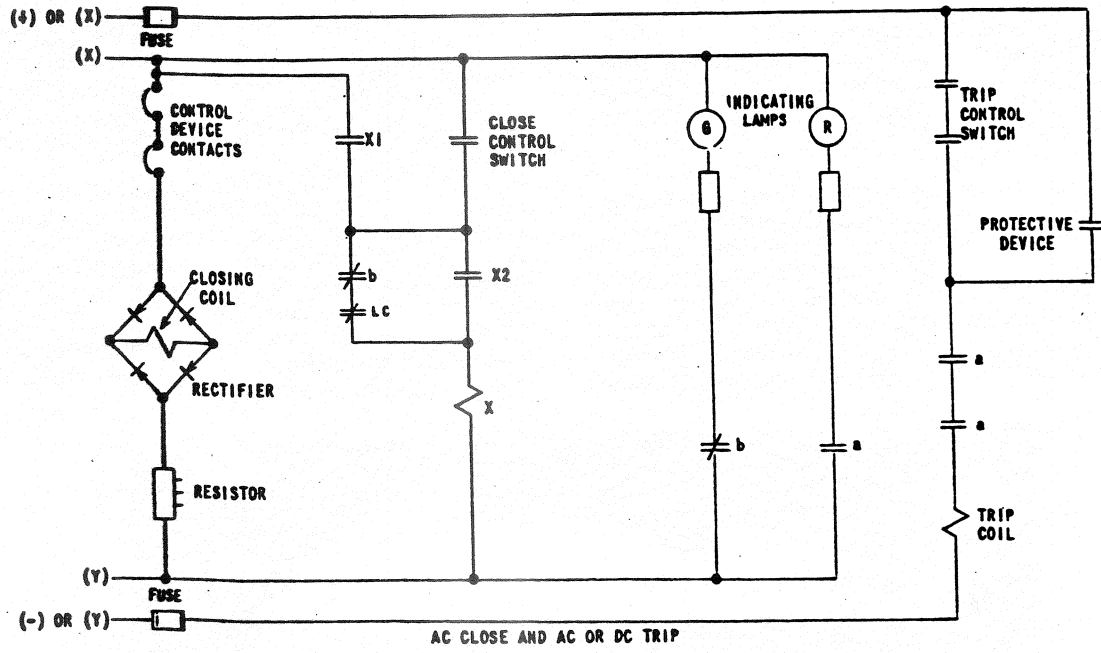 (+) OR (X)
FUSE
(X)
CONTROL
DEVICE
CONTACTS
X1
CLOSE
CONTROL
SWITCH
INDICATING
LAMPS
G
R
TRIP
CONTROL
SWITCH
PROTECTIVE
DEVICE
CLOSING
COIL
b
LC
X2
RECTIFIER
X
a
a
b
a
RESISTOR
TRIP
COIL
(Y)
FUSE
(-) OR (Y)
AC CLOSE AND AC OR DC TRIP